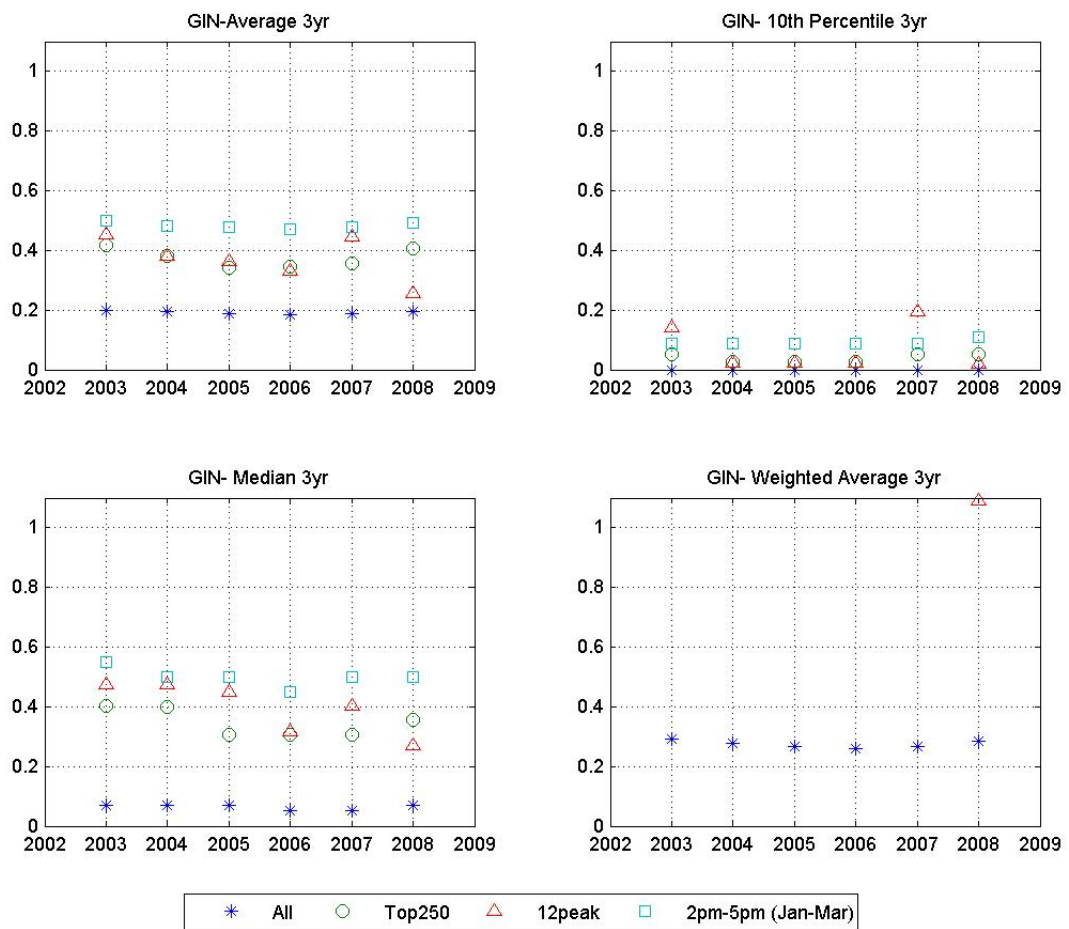 GIN-Average 3yr
1
0.8
0.6
0.4
0.2
0
2002 2003 2004 2005 2006 2007 2008 2009
GIN- 10th Percentile 3yr
1
0.8
0.6
0.4
0.2
0
2002 2003 2004 2005 2006 2007 2008 2009
GIN- Median 3yr
1
0.8
0.6
0.4
0.2
0
2002 2003 2004 2005 2006 2007 2008 2009
GIN- Weighted Average 3yr
1
0.8
0.6
0.4
0.2
0
2002 2003 2004 2005 2006 2007 2008 2009
All Top250 12peak 2pm-5pm (Jan-Mar)